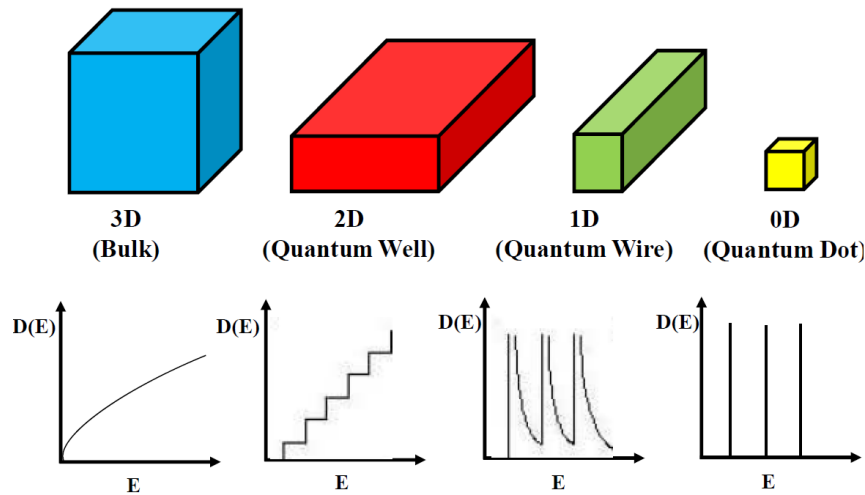 3D
(Bulk)
2D
(Quantum Well)
1D
(Quantum Wire)
0D
(Quantum Dot)
D(E)
E
D(E)
E
D(E)
E
D(E)
E